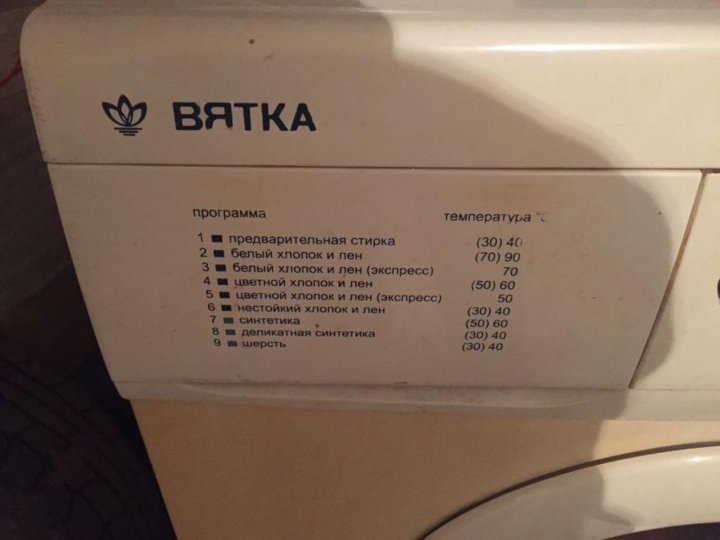 ВЯТКА
программа температура °C
1 предварительная стирка (30) 40
2 белый хлопок и лен (70) 90
3 белый хлопок и лен (экспресс) 70
4 цветной хлопок и лен (50) 60
5 цветной хлопок и лен (экспресс) 50
6 нестойкий хлопок и лен (30) 40
7 синтетика (50) 60
8 деликатная синтетика (30) 40
9 шерсть (30) 40